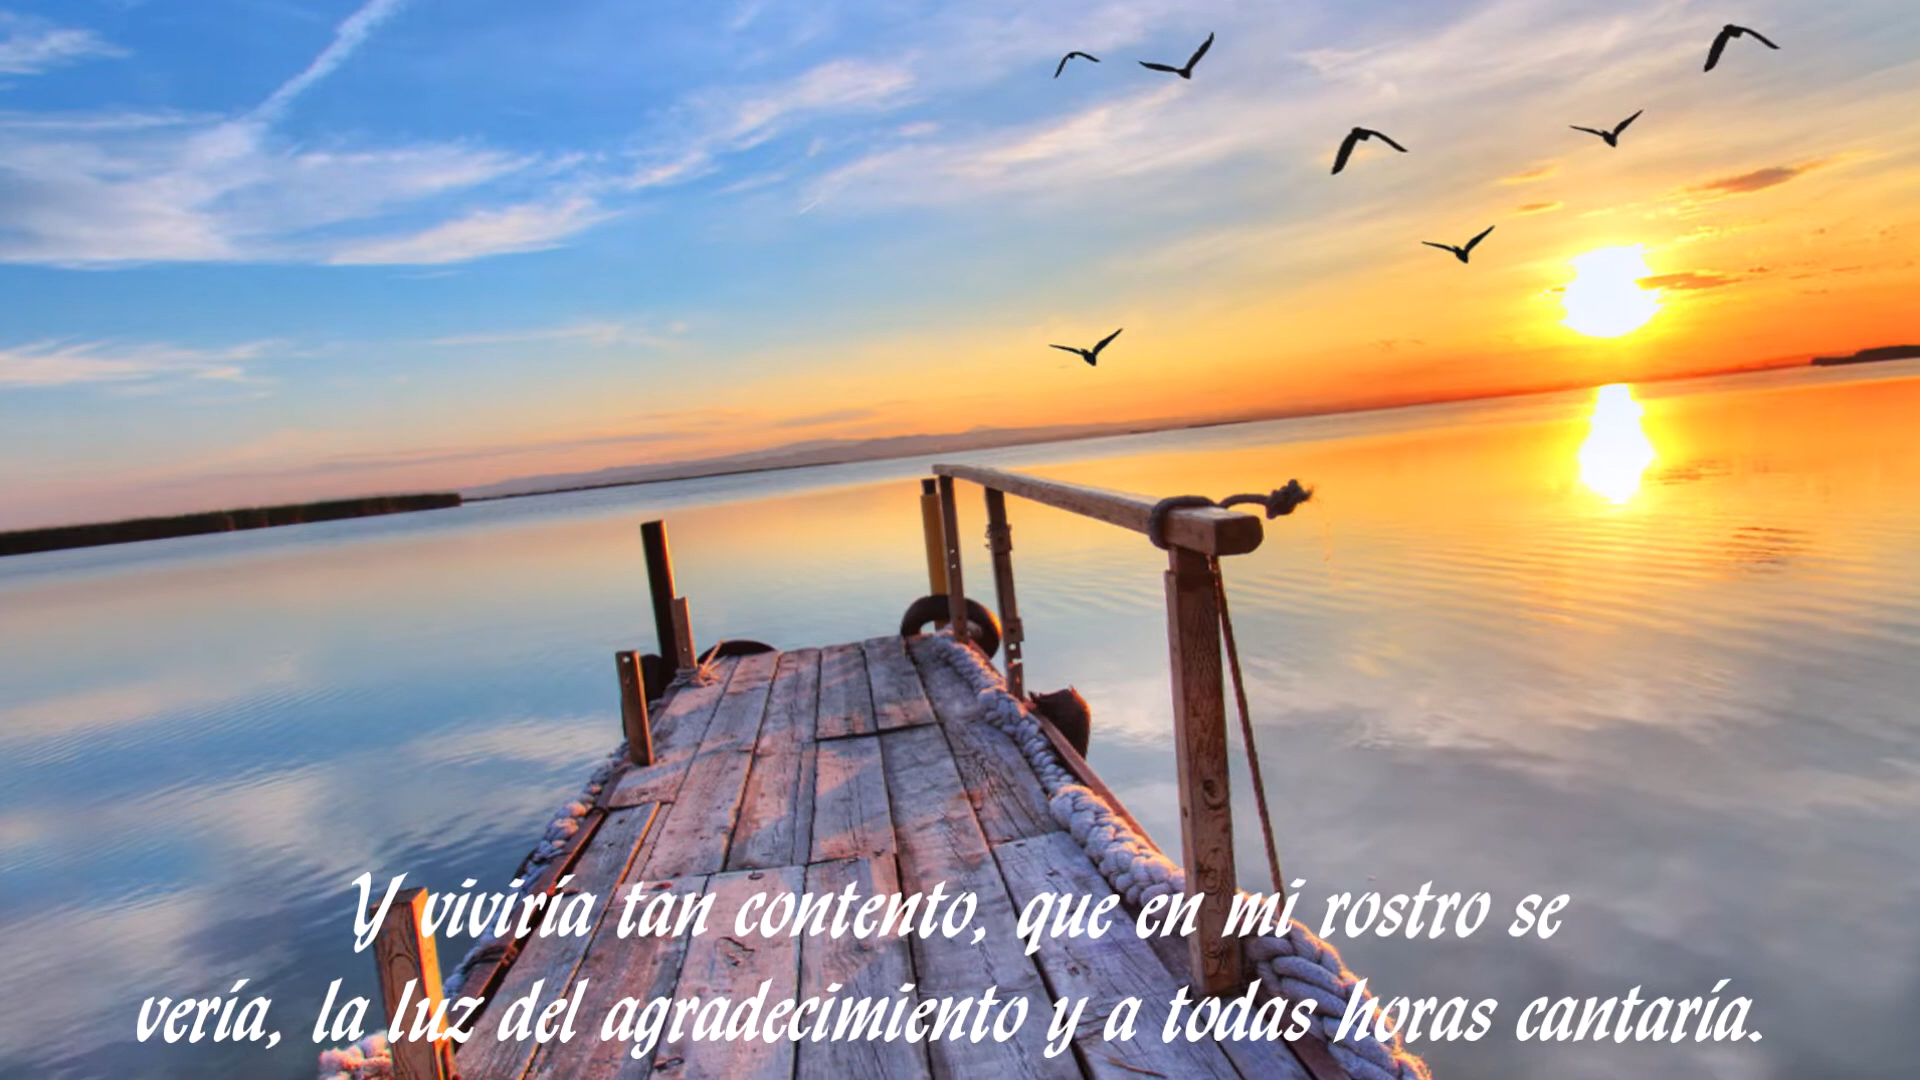 Y viviría tan contento, que en mi rostro se
vería, la luz del agradecimiento y a todas horas cantaría.